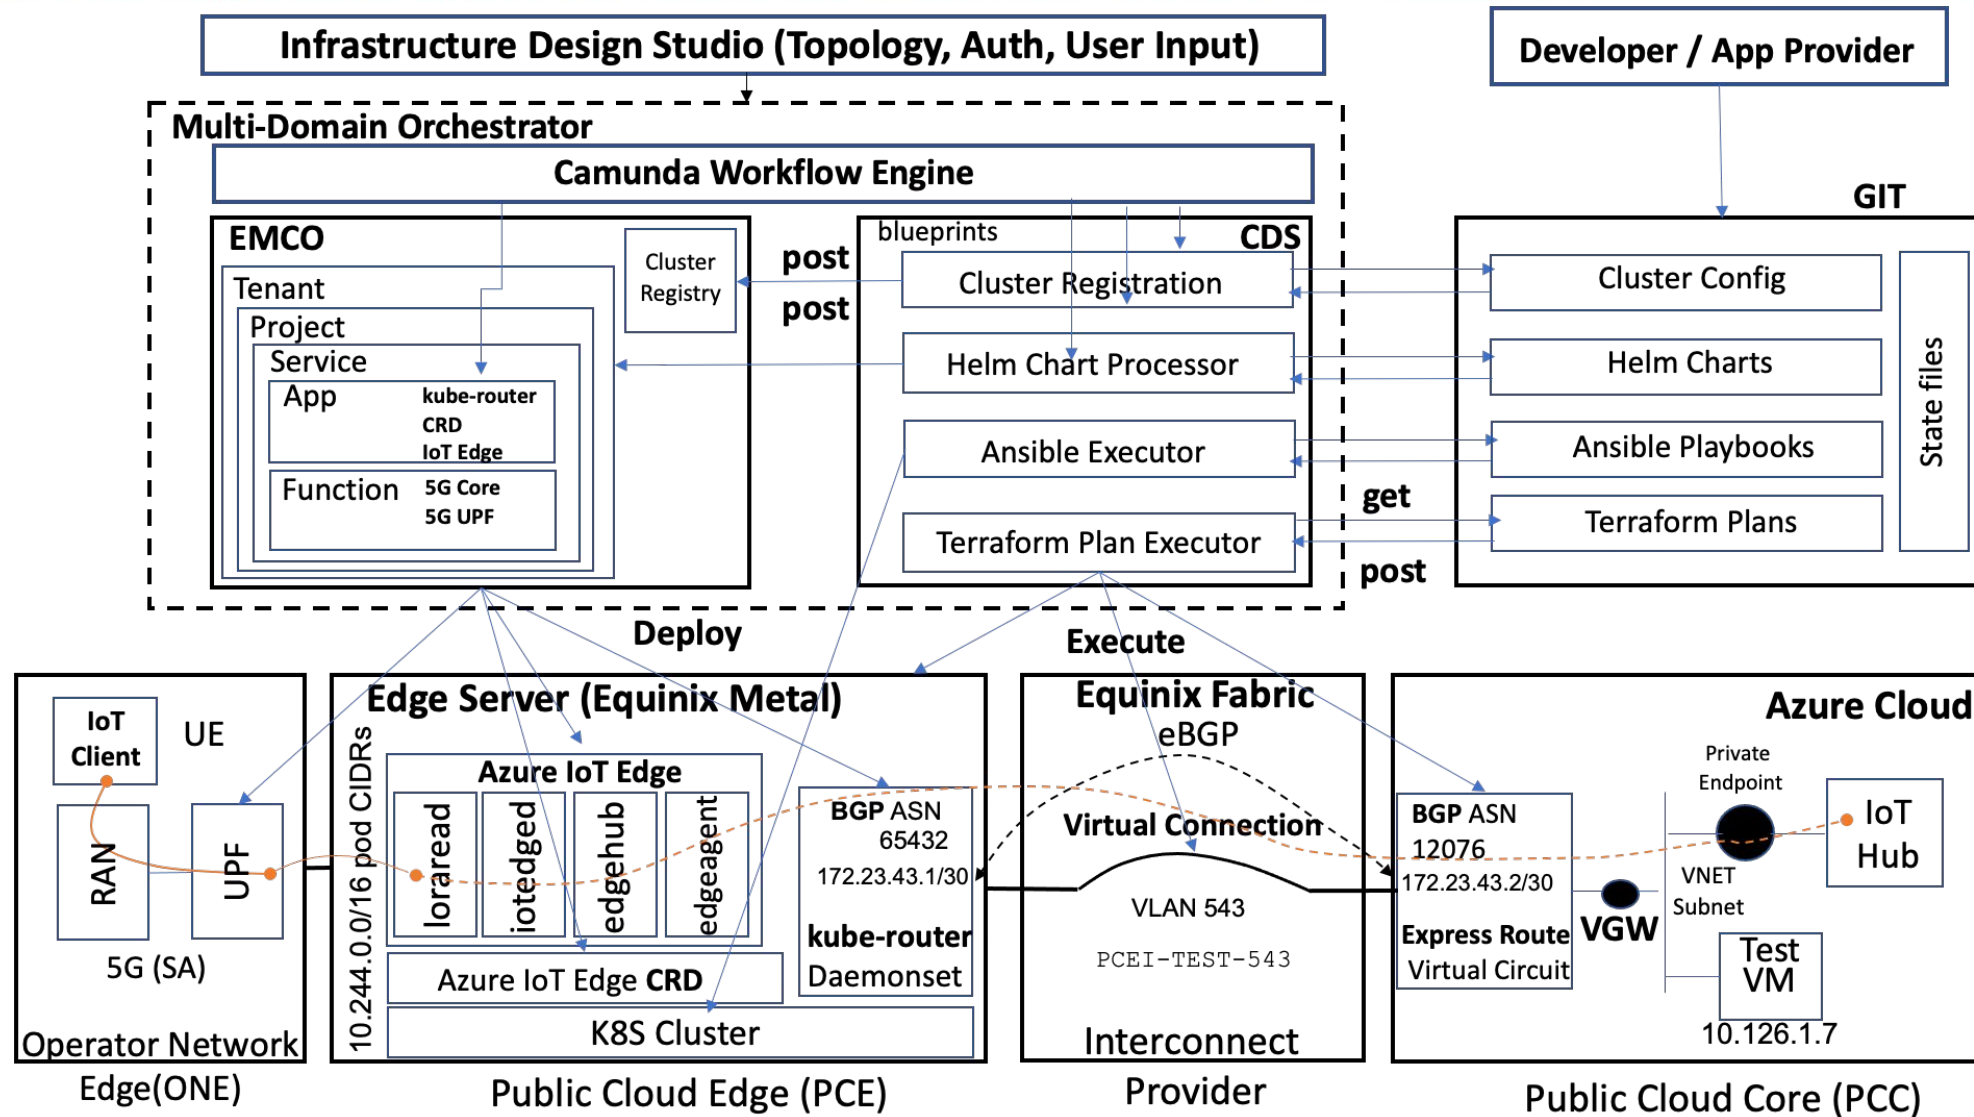 Infrastructure Design Studio (Topology, Auth, User Input)
Developer / App Provider
Multi-Domain Orchestrator
Camunda Workflow Engine
GIT
EMCO
Cluster
Registry
Tenant
Project
Service
App
kube-router
CRD
IoT Edge
Function
5G Core
5G UPF
post
post
blueprints
CDS
Cluster Registration
Helm Chart Processor
Ansible Executor
Terraform Plan Executor
get
post
Cluster Config
Helm Charts
Ansible Playbooks
Terraform Plans
State files
Deploy
Execute
IoT
Client
UE
RAN
UPF
5G (SA)
Operator Network
Edge(ONE)
Edge Server (Equinix Metal)
10.244.0.0/16 pod CIDRs
Azure IoT Edge
loraread
iotedged
edgehub
edgeagent
Azure IoT Edge CRD
K8S Cluster
BGP ASN
65432
172.23.43.1/30
kube-router
Daemonset
Public Cloud Edge (PCE)
Equinix Fabric
eBGP
Virtual Connection
VLAN 543
PCEI-TEST-543
Interconnect
Provider
Azure Cloud
BGP ASN
12076
172.23.43.2/30
Express Route
Virtual Circuit
VGW
Private
Endpoint
VNET
Subnet
IoT
Hub
Test
VM
10.126.1.7
Public Cloud Core (PCC)